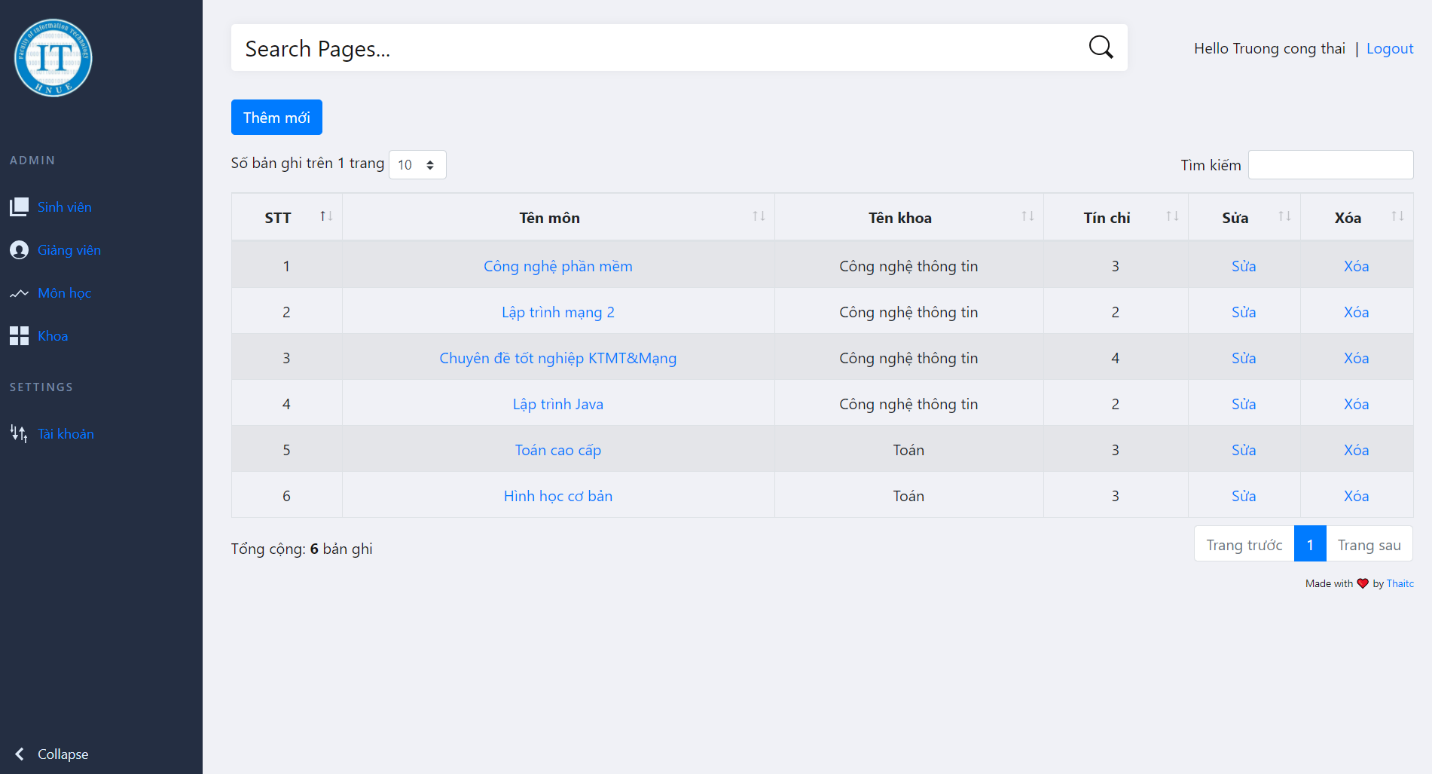 Faculty of Information Technology
IT
HNUE
Search Pages...
Hello Truong cong thai | Logout
Thêm mới
ADMIN
Số bản ghi trên 1 trang 10
Tìm kiếm
Sinh viên
Giảng viên
Môn học
Khoa
SETTINGS
Tài khoản
STT Tên môn Tên khoa Tín chỉ Sửa Xóa
1 Công nghệ phần mềm Công nghệ thông tin 3 Sửa Xóa
2 Lập trình mạng 2 Công nghệ thông tin 2 Sửa Xóa
3 Chuyên đề tốt nghiệp KTMT&Mạng Công nghệ thông tin 4 Sửa Xóa
4 Lập trình Java Công nghệ thông tin 2 Sửa Xóa
5 Toán cao cấp Toán 3 Sửa Xóa
6 Hình học cơ bản Toán 3 Sửa Xóa
Tổng cộng: 6 bản ghi
Trang trước 1 Trang sau
Made with ❤ by Thaitc
Collapse